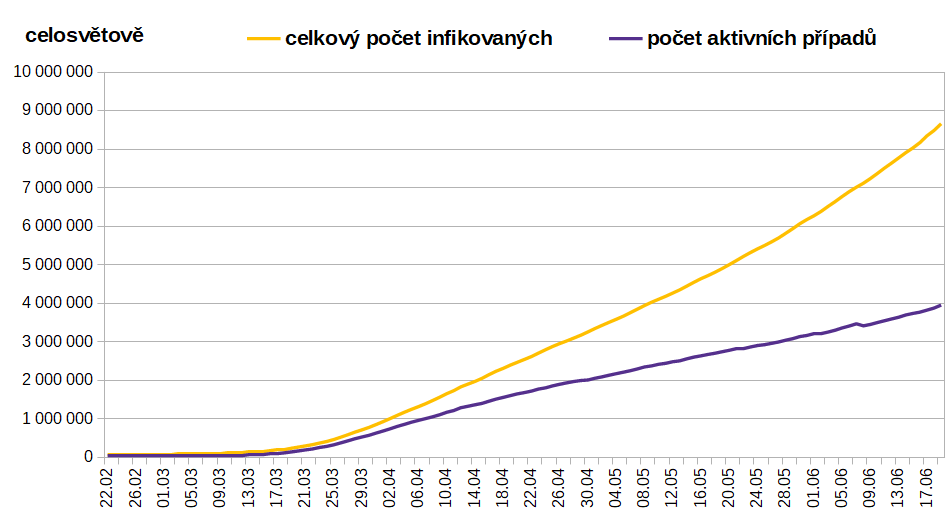 celosvětově
celkový počet infikovaných
počet aktivních případů
10 000 000
9 000 000
8 000 000
7 000 000
6 000 000
5 000 000
4 000 000
3 000 000
2 000 000
1 000 000
0
22.02
26.02
01.03
05.03
09.03
13.03
17.03
21.03
25.03
29.03
02.04
06.04
10.04
14.04
18.04
22.04
26.04
30.04
04.05
08.05
12.05
16.05
20.05
24.05
28.05
01.06
05.06
09.06
13.06
17.06